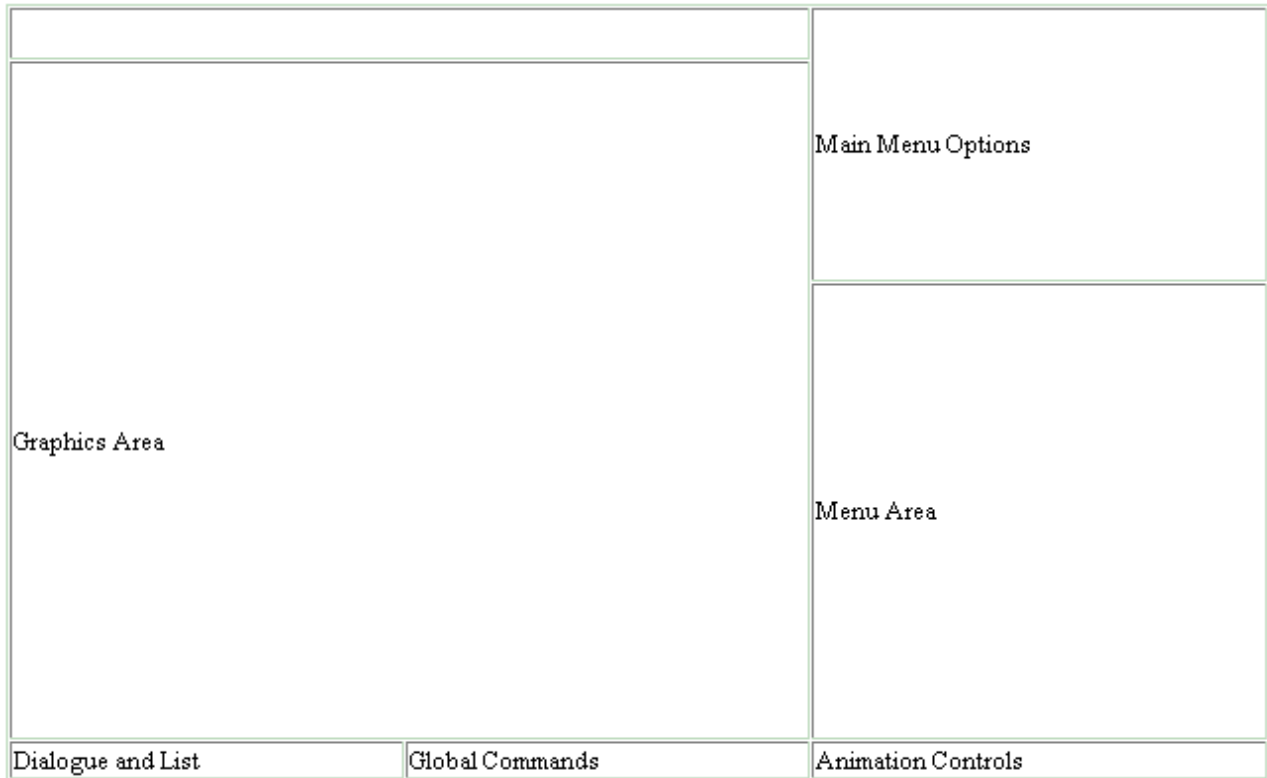 Main Menu Options
Graphics Area
Menu Area
Dialogue and List
Global Commands
Animation Controls